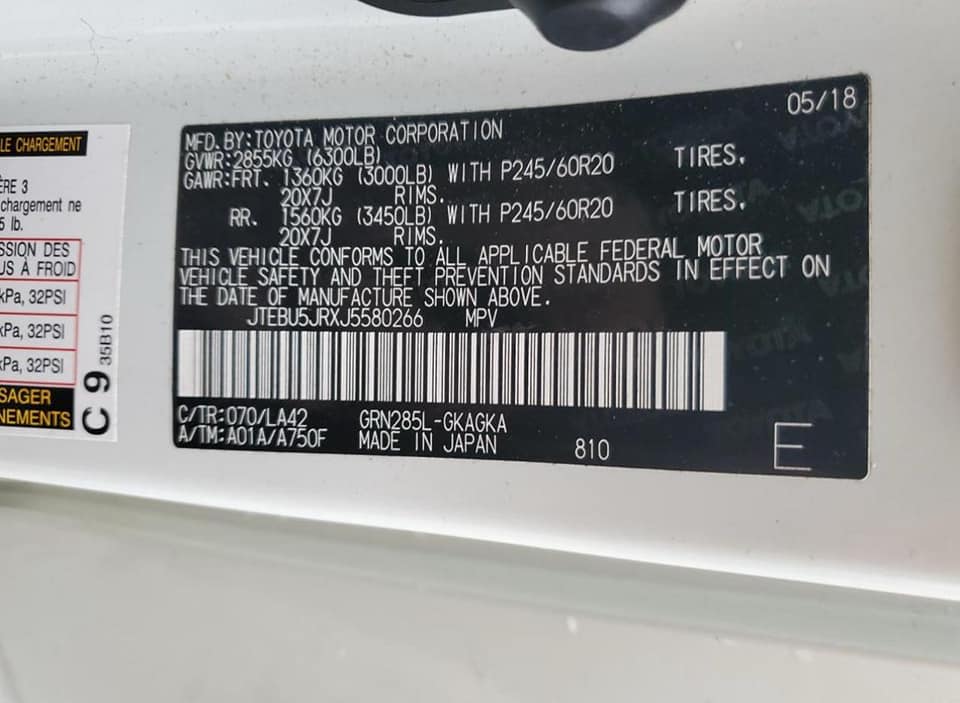 LE CHARGEMENT
ÈRE 3
chargement ne
5 lb.
SSION DES
US À FROID
kPa, 32PSI
kPa, 32PSI
kPa, 32PSI
SAGER
NEMENTS
C 9 35B10
05/18
MFD.BY:TOYOTA MOTOR CORPORATION
GVWR:2855KG (6300LB)
GAWR:FRT. 1360KG (3000LB) WITH P245/60R20 TIRES,
20X7J RIMS.
RR. 1560KG (3450LB) WITH P245/60R20 TIRES,
20X7J RIMS.
THIS VEHICLE CONFORMS TO ALL APPLICABLE FEDERAL MOTOR
VEHICLE SAFETY AND THEFT PREVENTION STANDARDS IN EFFECT ON
THE DATE OF MANUFACTURE SHOWN ABOVE.
JTEBU5JRXJ5580266 MPV
C/TR:070/LA42 GRN285L-GKAGKA
A/TM:A01A/A750F MADE IN JAPAN 810
E